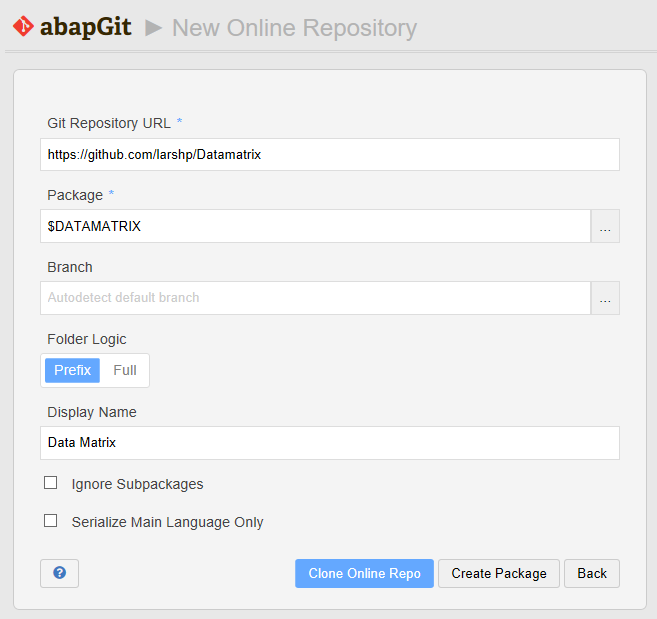 abapGit ▶ New Online Repository
Git Repository URL *
https://github.com/larshp/Datamatrix
Package *
$DATAMATRIX ...
Branch
Autodetect default branch ...
Folder Logic
Prefix Full
Display Name
Data Matrix
Ignore Subpackages
Serialize Main Language Only
? Clone Online Repo Create Package Back